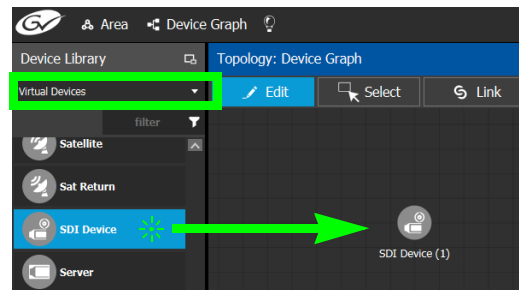 GV Area Device Graph
Device Library
Topology: Device Graph
Virtual Devices
Edit Select Link
filter
Satellite
Sat Return
SDI Device
SDI Device (1)
Server